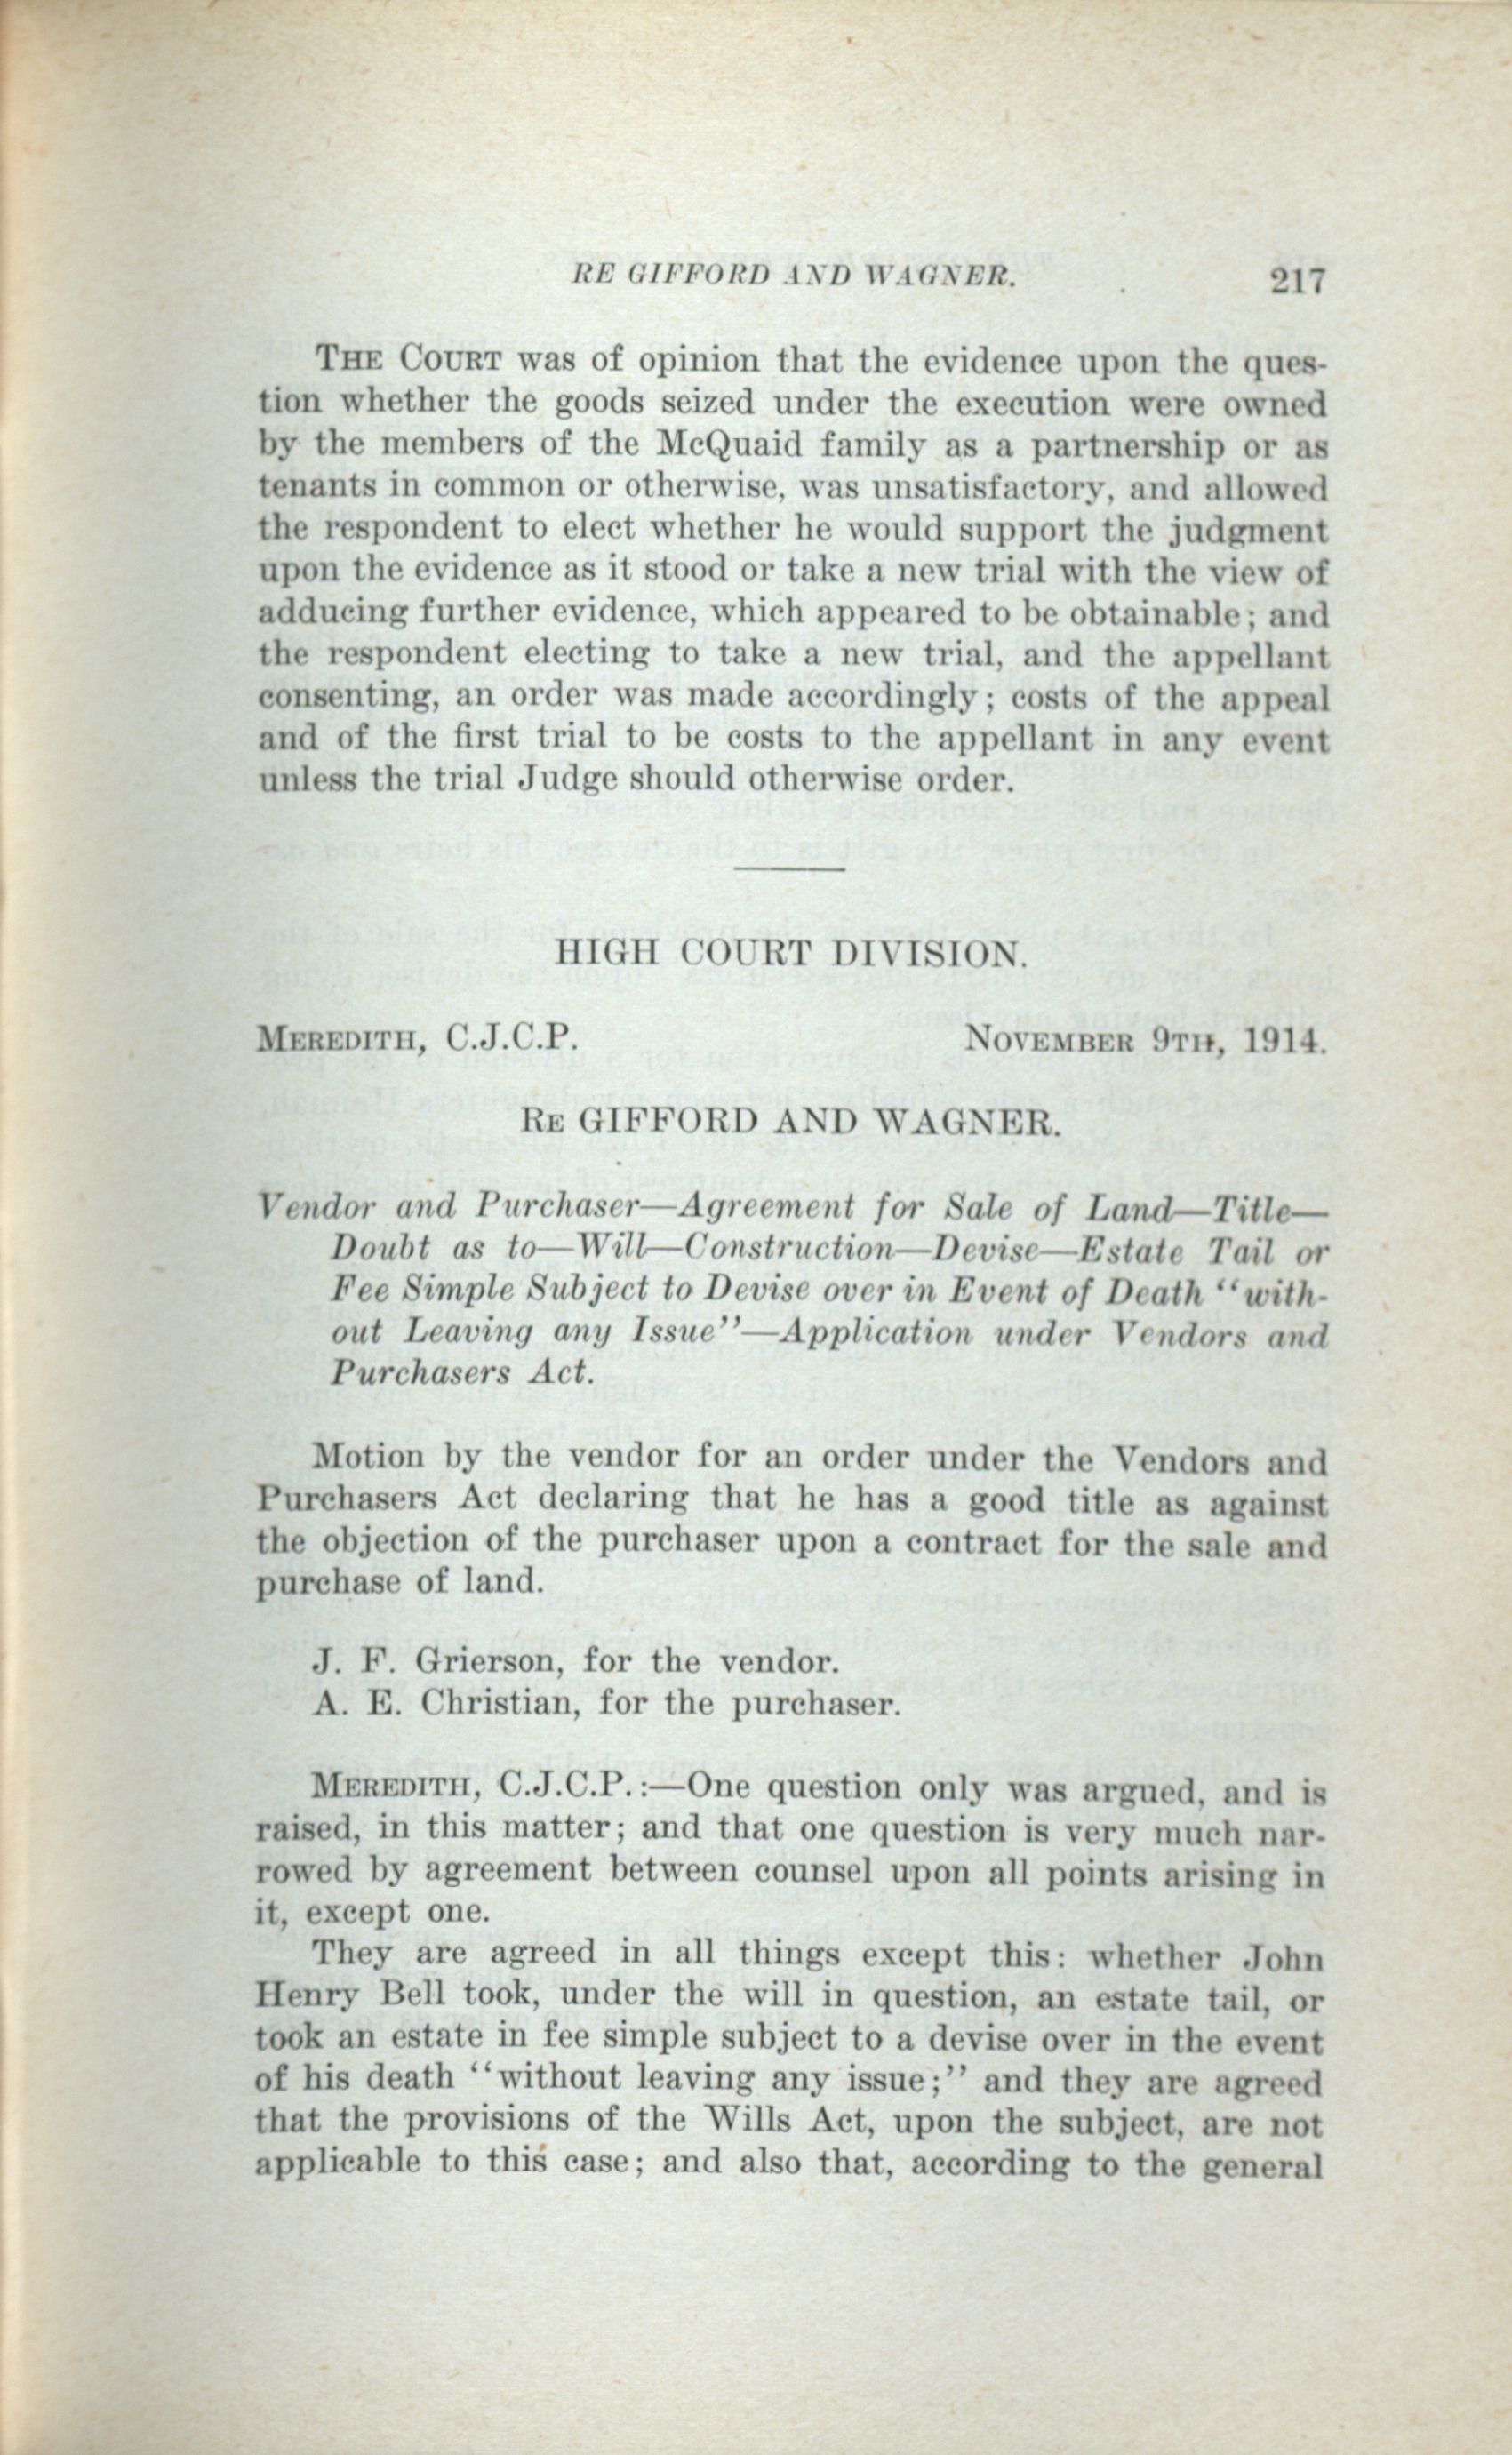 RE GIFFORD AND WAGNER. 217
THE COURT was of opinion that the evidence upon the ques-
tion whether the goods seized under the execution were owned
by the members of the McQuaid family as a partnership or as
tenants in common or otherwise, was unsatisfactory, and allowed
the respondent to elect whether he would support the judgment
upon the evidence as it stood or take a new trial with the view of
adducing further evidence, which appeared to be obtainable; and
the respondent electing to take a new trial, and the appellant
consenting, an order was made accordingly; costs of the appeal
and of the first trial to be costs to the appellant in any event
unless the trial Judge should otherwise order.
HIGH COURT DIVISION.
MEREDITH, C.J.C.P. NOVEMBER 9TH, 1914.
RE GIFFORD AND WAGNER.
Vendor and Purchaser—Agreement for Sale of Land—Title—
Doubt as to—Will—Construction—Devise—Estate Tail or
Fee Simple Subject to Devise over in Event of Death "with-
out Leaving any Issue"—Application under Vendors and
Purchasers Act.
Motion by the vendor for an order under the Vendors and
Purchasers Act declaring that he has a good title as against
the objection of the purchaser upon a contract for the sale and
purchase of land.
J. F. Grierson, for the vendor.
A. E. Christian, for the purchaser.
MEREDITH, C.J.C.P.:—One question only was argued, and is
raised, in this matter; and that one question is very much nar-
rowed by agreement between counsel upon all points arising in
it, except one.
They are agreed in all things except this: whether John
Henry Bell took, under the will in question, an estate tail, or
took an estate in fee simple subject to a devise over in the event
of his death "without leaving any issue;" and they are agreed
that the provisions of the Wills Act, upon the subject, are not
applicable to this case; and also that, according to the general